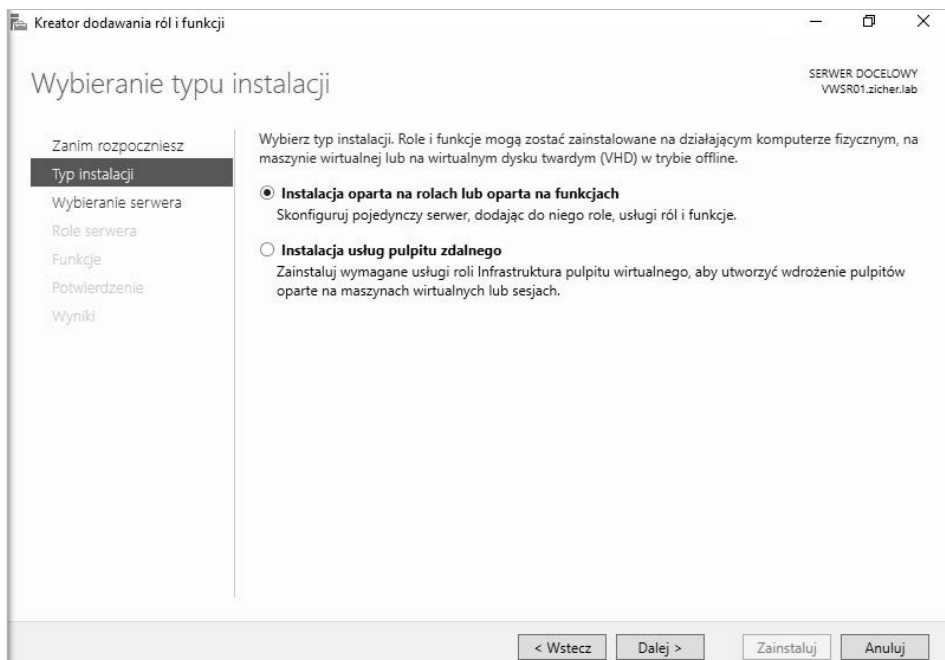 Kreator dodawania ról i funkcji
Wybieranie typu instalacji
SERWER DOCELOWY
VWSR01.zicher.lab
Zanim rozpoczniesz
Typ instalacji
Wybieranie serwera
Role serwera
Funkcje
Potwierdzenie
Wyniki
Wybierz typ instalacji. Role i funkcje mogą zostać zainstalowane na działającym komputerze fizycznym, na
maszynie wirtualnej lub na wirtualnym dysku twardym (VHD) w trybie offline.
Instalacja oparta na rolach lub oparta na funkcjach
Skonfiguruj pojedynczy serwer, dodając do niego role, usługi ról i funkcje.
Instalacja usług pulpitu zdalnego
Zainstaluj wymagane usługi roli Infrastruktura pulpitu wirtualnego, aby utworzyć wdrożenie pulpitów
oparte na maszynach wirtualnych lub sesjach.
< Wstecz Dalej > Zainstaluj Anuluj